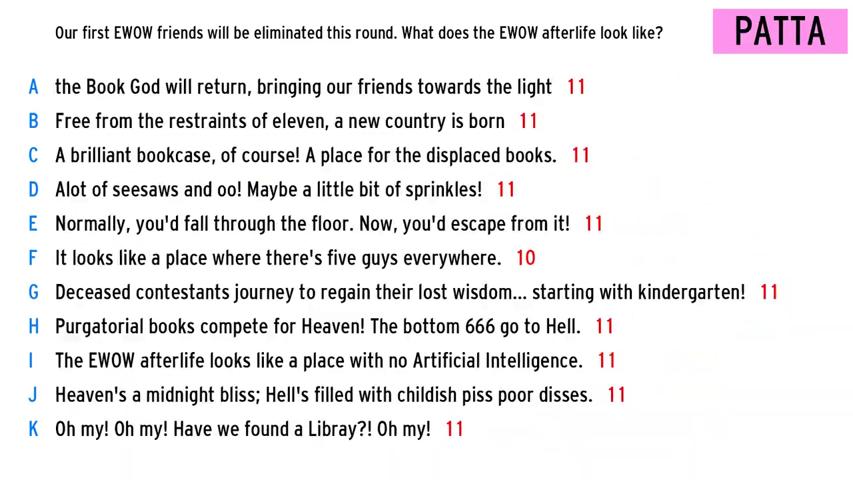 Our first EWOW friends will be eliminated this round. What does the EWOW afterlife look like?
PATTA
A the Book God will return, bringing our friends towards the light 11
B Free from the restraints of eleven, a new country is born 11
C A brilliant bookcase, of course! A place for the displaced books. 11
D Alot of seesaws and oo! Maybe a little bit of sprinkles! 11
E Normally, you'd fall through the floor. Now, you'd escape from it! 11
F It looks like a place where there's five guys everywhere. 10
G Deceased contestants journey to regain their lost wisdom... starting with kindergarten! 11
H Purgatorial books compete for Heaven! The bottom 666 go to Hell. 11
I The EWOW afterlife looks like a place with no Artificial Intelligence. 11
J Heaven's a midnight bliss; Hell's filled with childish piss poor disses. 11
K Oh my! Oh my! Have we found a Libray?! Oh my! 11